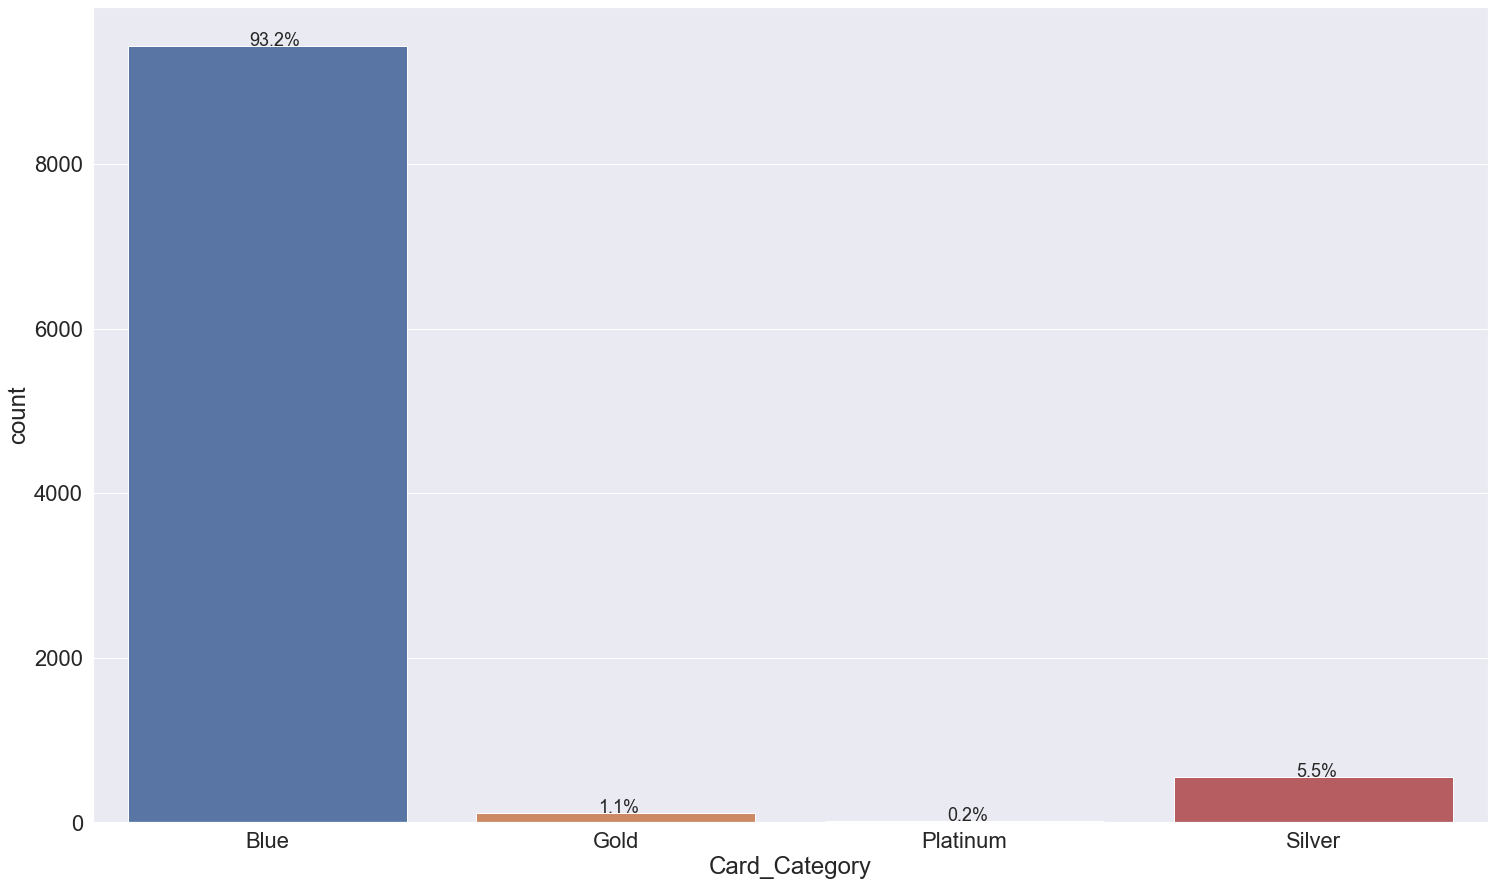 93.2%
8000
6000
count
4000
2000
5.5%
1.1%
0.2%
0
Blue
Gold
Platinum
Silver
Card_Category